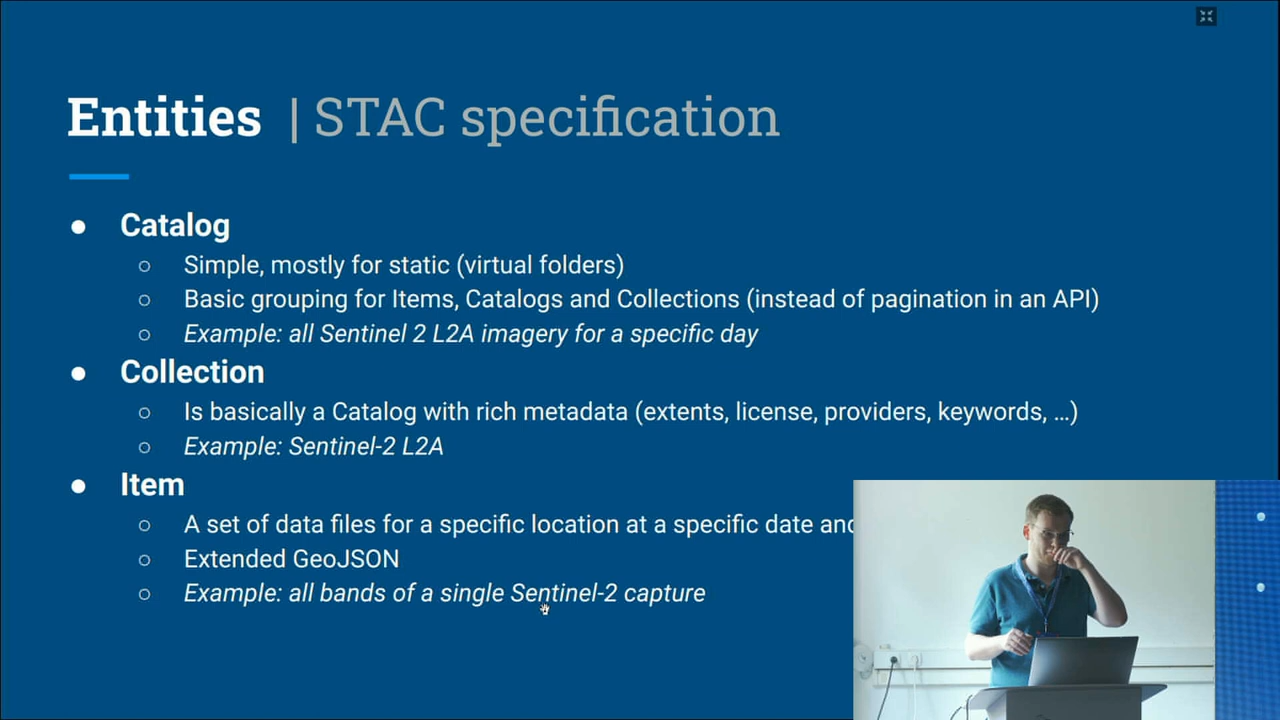 Entities | STAC specification
● Catalog
○ Simple, mostly for static (virtual folders)
○ Basic grouping for Items, Catalogs and Collections (instead of pagination in an API)
○ Example: all Sentinel 2 L2A imagery for a specific day
● Collection
○ Is basically a Catalog with rich metadata (extents, license, providers, keywords, …)
○ Example: Sentinel-2 L2A
● Item
○ A set of data files for a specific location at a specific date and
○ Extended GeoJSON
○ Example: all bands of a single Sentinel-2 capture